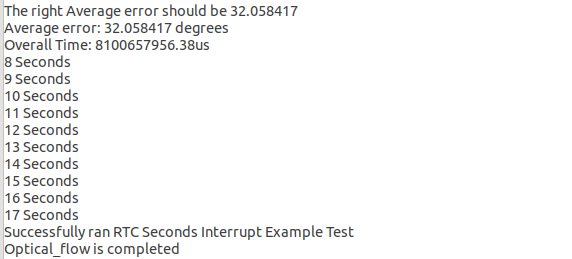 The right Average error should be 32.058417
Average error: 32.058417 degrees
Overall Time: 8100657956.38us
8 Seconds
9 Seconds
10 Seconds
11 Seconds
12 Seconds
13 Seconds
14 Seconds
15 Seconds
16 Seconds
17 Seconds
Successfully ran RTC Seconds Interrupt Example Test
Optical_flow is completed